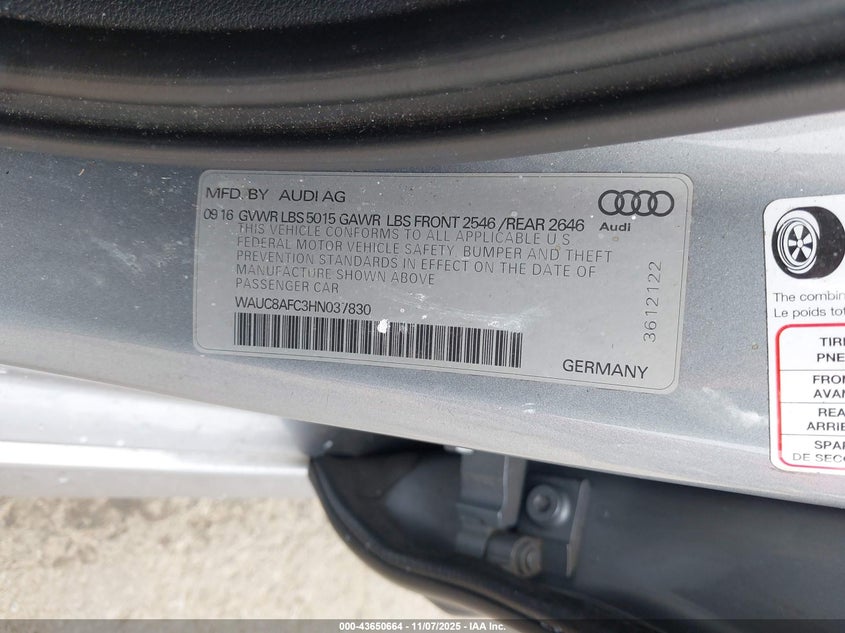 MFD. BY AUDI AG
09 16 GVWR LBS 5015 GAWR LBS FRONT 2546 / REAR 2646
THIS VEHICLE CONFORMS TO ALL APPLICABLE U S
FEDERAL MOTOR VEHICLE SAFETY, BUMPER AND THEFT
PREVENTION STANDARDS IN EFFECT ON THE DATE OF
MANUFACTURE SHOWN ABOVE
PASSENGER CAR
WAUC8AFC3HN037830
GERMANY
Audi
3612122
The combin
Le poids tot
TIRE
PNE
FRON
AVAN
REA
ARRIE
SPAR
DE SECO
000-43650664 - 11/07/2025 - IAA Inc.